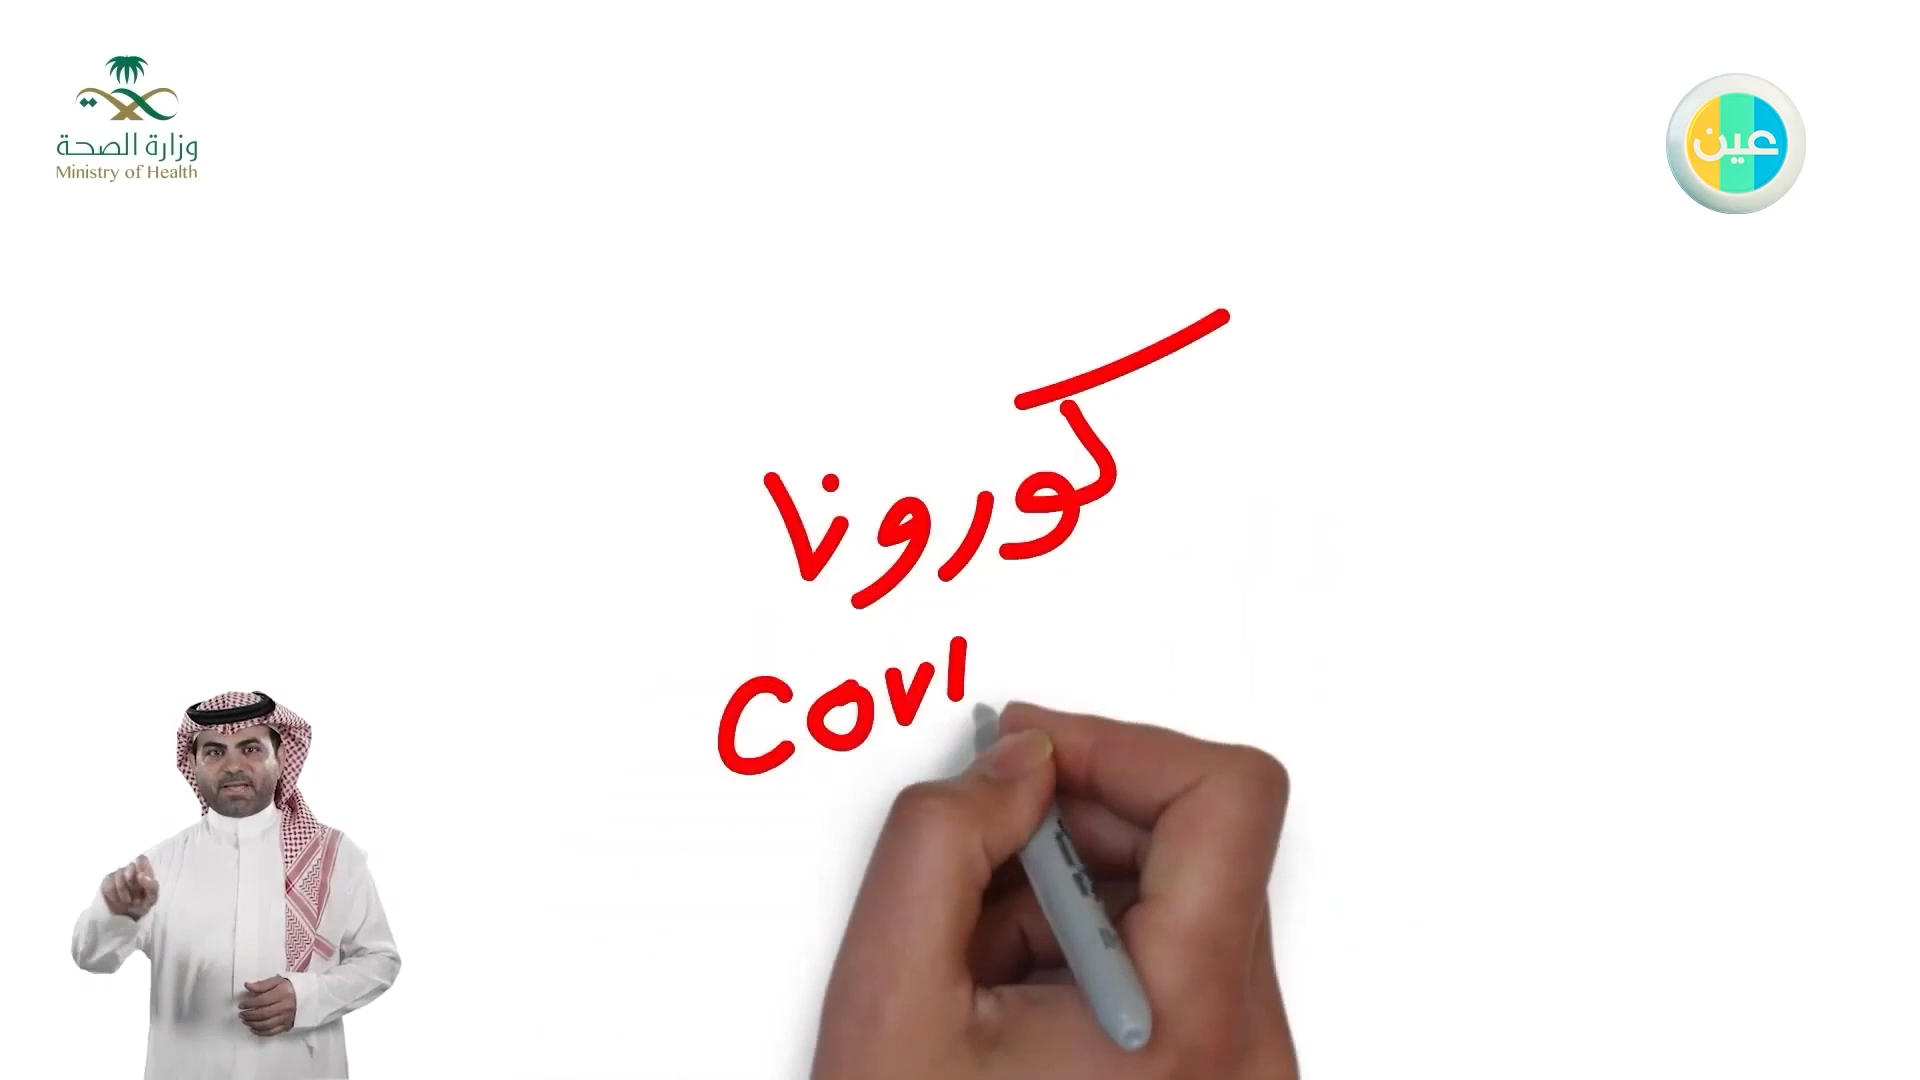 وزارة الصحة
Ministry of Health
عين
كورونا
COVI